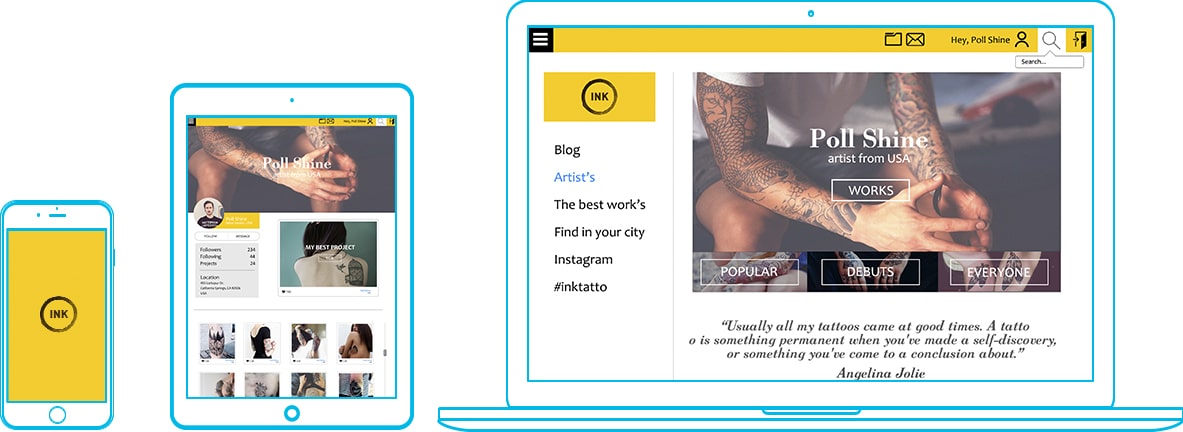 INK
Hey, Poll Shine
Poll Shine
artist from USA
Poll Shine
FOLLOW
MESSAGE
Followers 234
Following 44
Projects 24
Location
USA
MY BEST PROJECT
Hey, Poll Shine
Search...
INK
Blog
Artist's
The best work's
Find in your city
Instagram
#inktatto
Poll Shine
artist from USA
WORKS
POPULAR
DEBUTS
EVERYONE
“Usually all my tattoos came at good times. A tatto
o is something permanent when you've made a self-discovery,
or something you've come to a conclusion about.”
Angelina Jolie